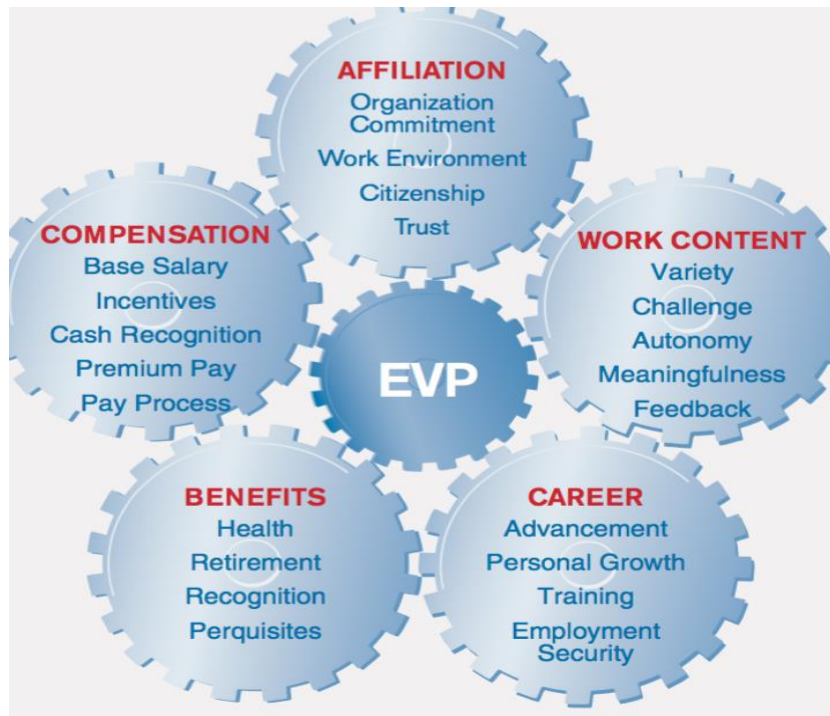 AFFILIATION
Organization
Commitment
Work Environment
Citizenship
Trust
COMPENSATION
Base Salary
Incentives
Cash Recognition
Premium Pay
Pay Process
WORK CONTENT
Variety
Challenge
Autonomy
Meaningfulness
Feedback
EVP
BENEFITS
Health
Retirement
Recognition
Perquisites
CAREER
Advancement
Personal Growth
Training
Employment
Security